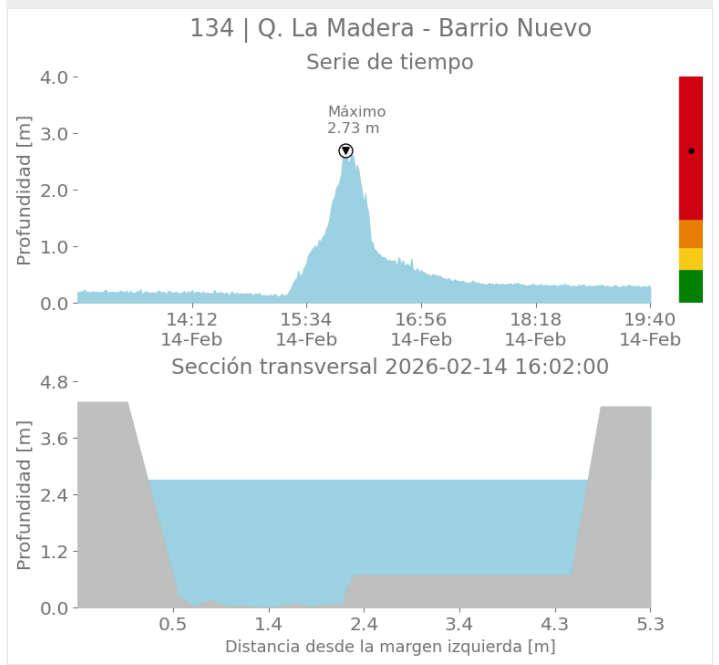 134 | Q. La Madera - Barrio Nuevo
Serie de tiempo
4.0
3.0
2.0
1.0
0.0
Profundidad [m]
Máximo
2.73 m
14:12
14-Feb
15:34
14-Feb
16:56
14-Feb
18:18
14-Feb
19:40
14-Feb
Sección transversal 2026-02-14 16:02:00
4.8
3.6
2.4
1.2
0.0
Profundidad [m]
0.5
1.4
2.4
3.4
4.3
5.3
Distancia desde la margen izquierda [m]